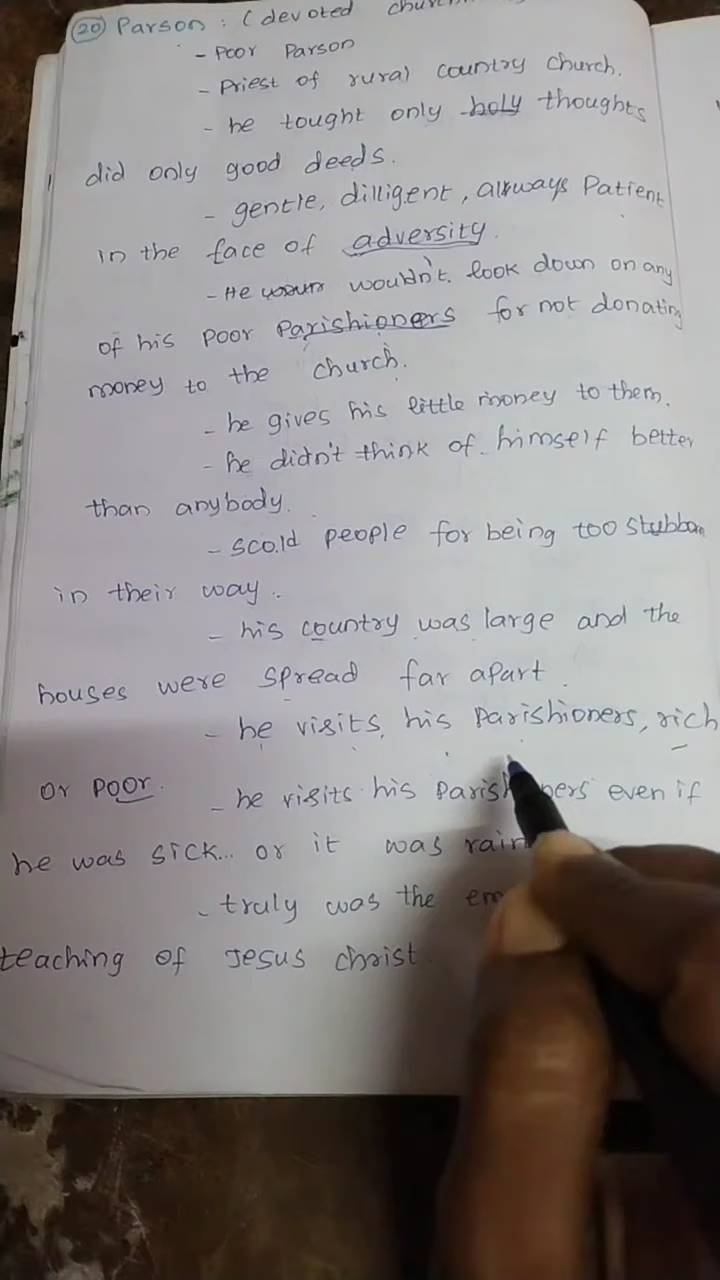 (20) Parson : (devoted
- Poor Parson
- Priest of rural country church.
- he tought only holy thoughts
did only good deeds.
- gentle, dilligent, always Patient
in the face of adversity.
- He wouldn't look down on any
of his poor Parishioners for not donating
money to the church.
- he gives his little money to them.
- he didn't think of himself better
than anybody.
- scold people for being too stubborn
in their way.
- his country was large and the
houses were spread far apart.
- he visits, his Parishioners, rich
or poor.
- he visits his even if
he was sick... or it was
- truly was the
teaching of Jesus christ.